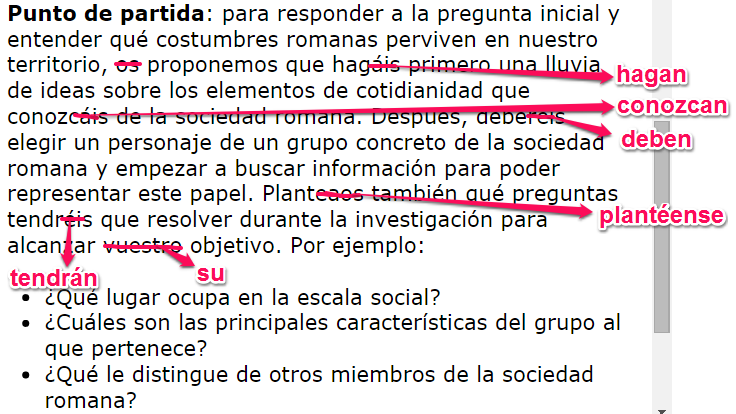 Punto de partida: para responder a la pregunta inicial y
entender qué costumbres romanas perviven en nuestro
territorio, os proponemos que hagáis primero una lluvia
hagan
de ideas sobre los elementos de cotidianidad que
conozcáis de la sociedad romana. Después, deberéis
conozcan
deben
elegir un personaje de un grupo concreto de la sociedad
romana y empezar a buscar información para poder
representar este papel. Planteaos también qué preguntas
plantéense
tendréis que resolver durante la investigación para
alcanzar vuestro objetivo. Por ejemplo:
tendrán
su
• ¿Qué lugar ocupa en la escala social?
• ¿Cuáles son las principales características del grupo al
que pertenece?
• ¿Qué le distingue de otros miembros de la sociedad
romana?